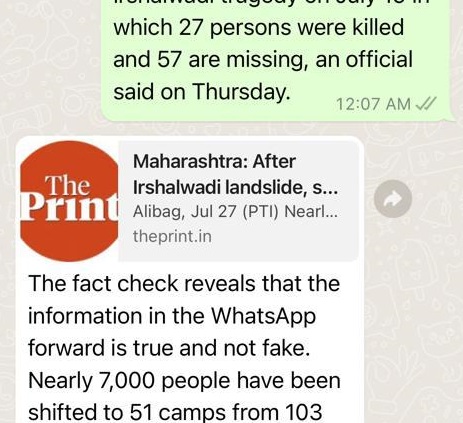 which 27 persons were killed
and 57 are missing, an official
said on Thursday.
12:07 AM
The
Print
Maharashtra: After
Irshalwadi landslide, s...
Alibag, Jul 27 (PTI) Nearl...
theprint.in
The fact check reveals that the
information in the WhatsApp
forward is true and not fake.
Nearly 7,000 people have been
shifted to 51 camps from 103